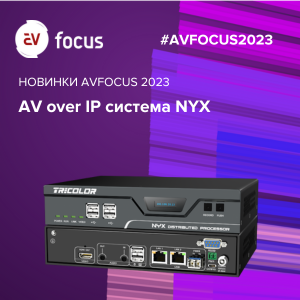 AV focus
#AVFOCUS2023
НОВИНКИ AVFOCUS 2023
AV over IP система NYX
TRICOLOR
NYX DISTRIBUTED PROCESSOR